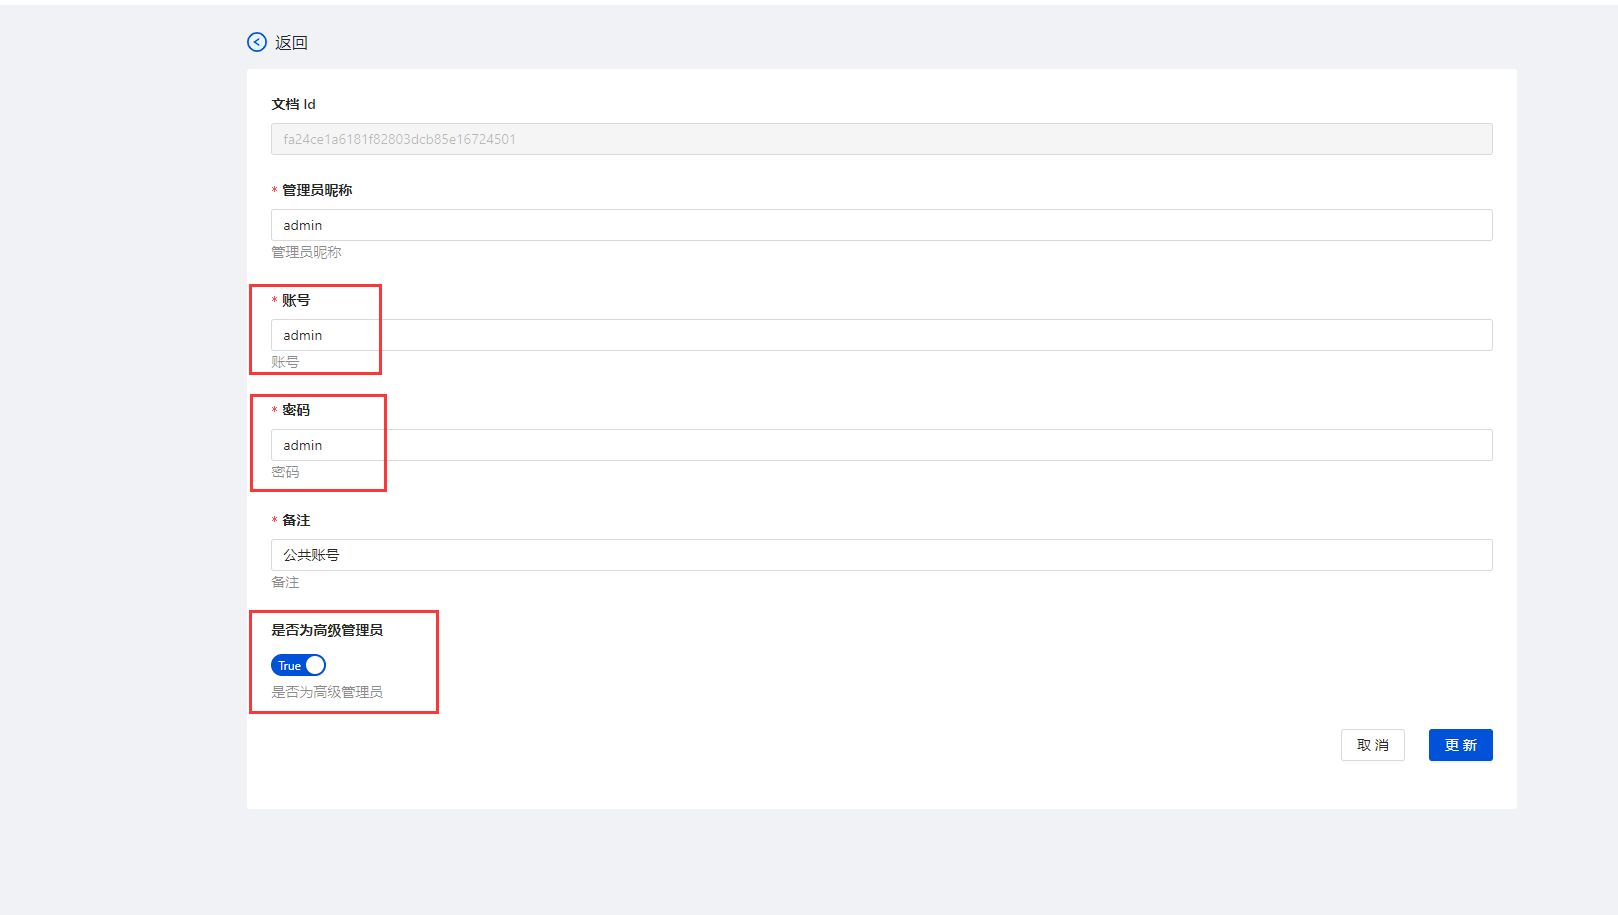 返回
文档 Id
fa24ce1a6181f82803dcb85e16724501
* 管理员昵称
admin
管理员昵称
* 账号
admin
账号
* 密码
admin
密码
* 备注
公共账号
备注
是否为高级管理员
True
是否为高级管理员
取 消
更 新